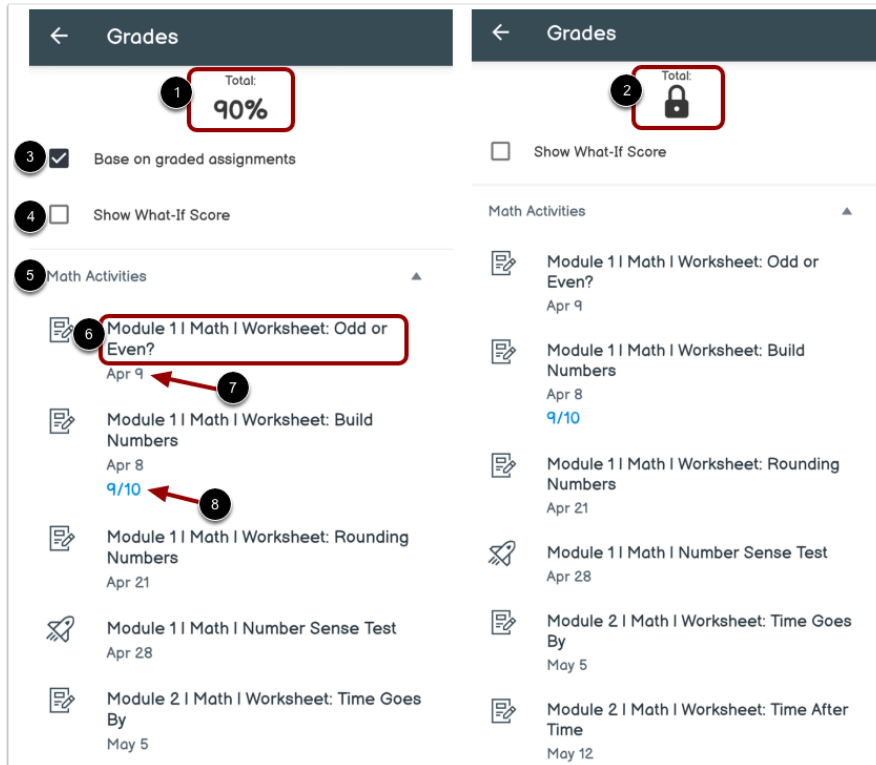 Grades
Total:
1
90%
3
Base on graded assignments
4
Show What-If Score
5
Math Activities
6
Module 1 | Math | Worksheet: Odd or
Even?
Apr 9
7
Module 1 | Math | Worksheet: Build
Numbers
Apr 8
9/10
8
Module 1 | Math | Worksheet: Rounding
Numbers
Apr 21
Module 1 | Math | Number Sense Test
Apr 28
Module 2 | Math | Worksheet: Time Goes
By
May 5
Grades
Total:
2
Show What-If Score
Math Activities
Module 1 | Math | Worksheet: Odd or
Even?
Apr 9
Module 1 | Math | Worksheet: Build
Numbers
Apr 8
9/10
Module 1 | Math | Worksheet: Rounding
Numbers
Apr 21
Module 1 | Math | Number Sense Test
Apr 28
Module 2 | Math | Worksheet: Time Goes
By
May 5
Module 2 | Math | Worksheet: Time After
Time
May 12